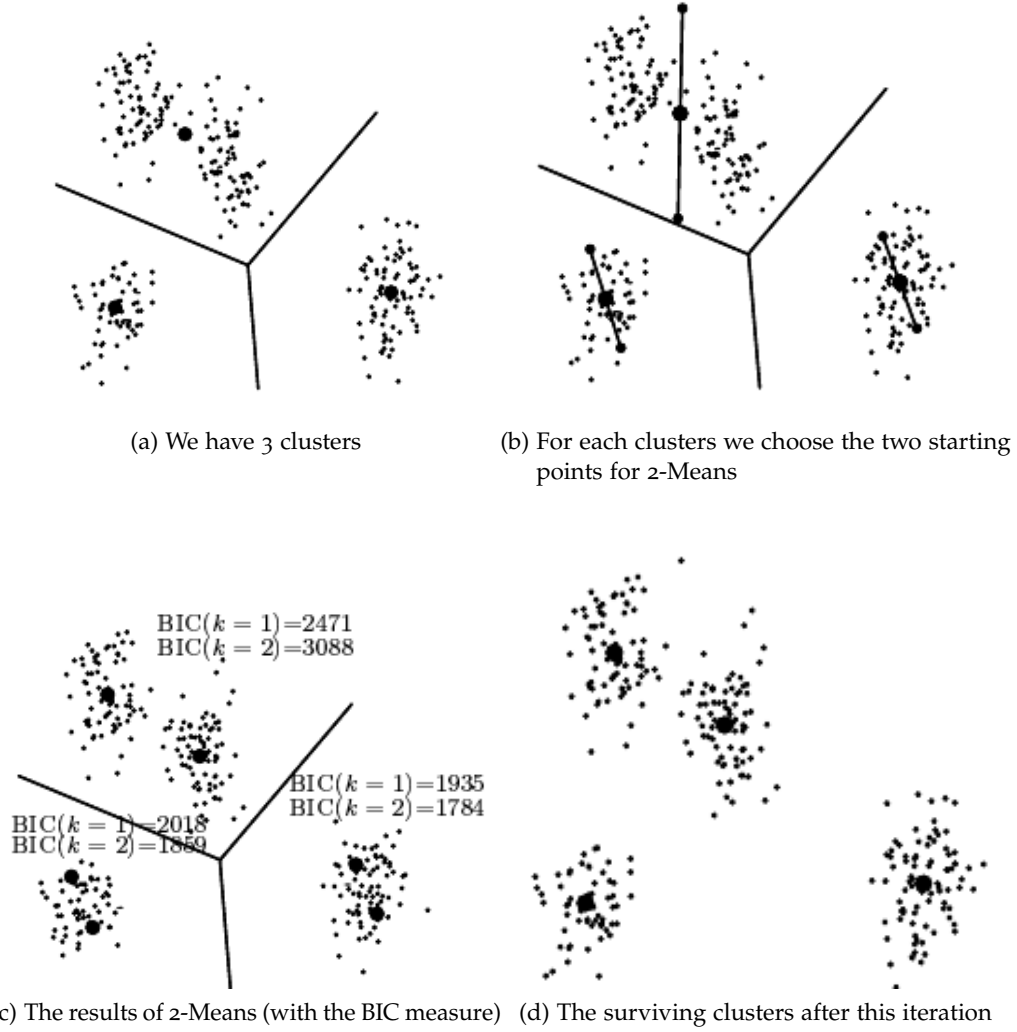 (a) We have 3 clusters
(b) For each clusters we choose the two starting
points for 2-Means
BIC(k = 1)=2471
BIC(k = 2)=3088
BIC(k = 1)=1935
BIC(k = 2)=1784
BIC(k = 1)=2018
BIC(k = 2)=1859
c) The results of 2-Means (with the BIC measure)
(d) The surviving clusters after this iteration